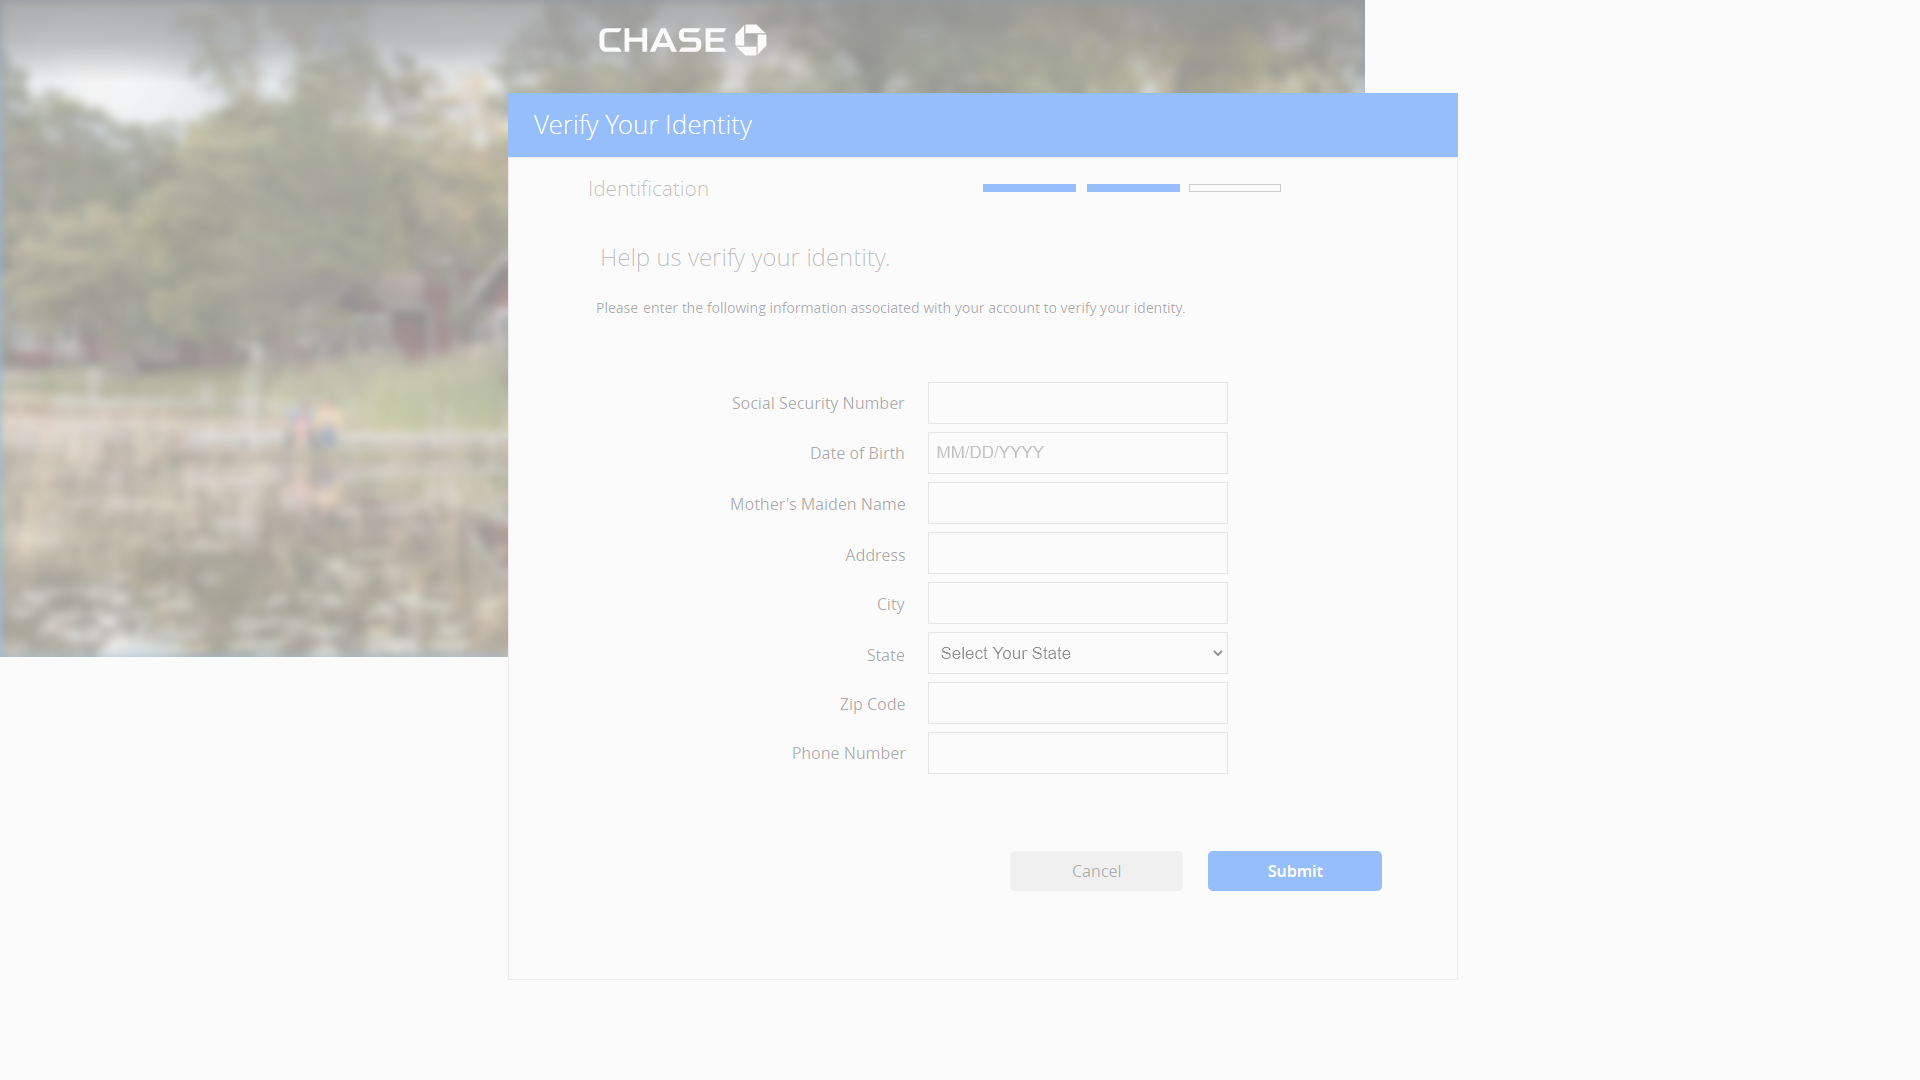 CHASE
Verify Your Identity
Identification
Help us verify your identity.
Please enter the following information associated with your account to verify your identity.
Social Security Number
Date of Birth MM/DD/YYYY
Mother's Maiden Name
Address
City
State Select Your State
Zip Code
Phone Number
Cancel Submit